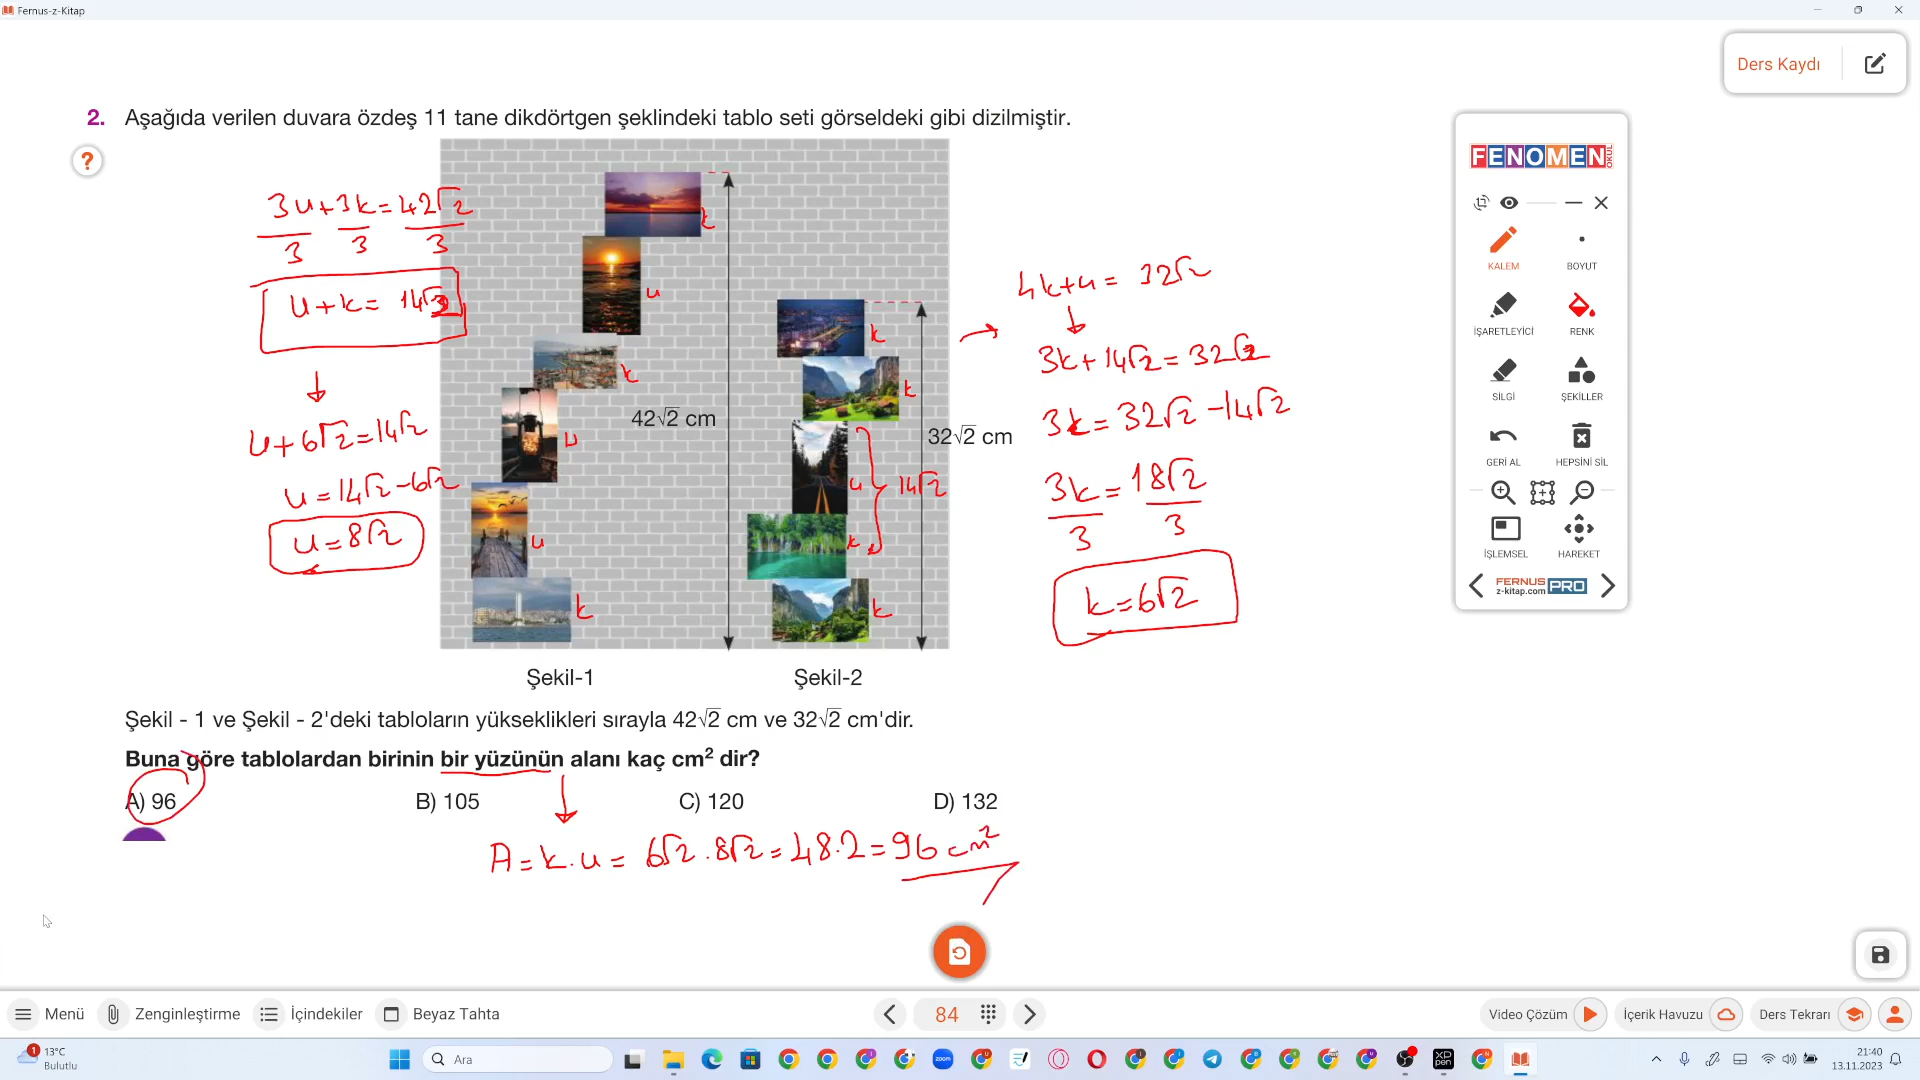 Fernus-z-Kitap
Ders Kaydı
2. Aşağıda verilen duvara özdeş 11 tane dikdörtgen şeklindeki tablo seti görseldeki gibi dizilmiştir.
?
3u+3k=42√2
3 3 3
u+k= 14√2
u+6√2=14√2
u=14√2-6√2
u=8√2
k
u
k
u
u
k
42√2 cm
k
k
u
k
k
14√2
32√2 cm
4k+u= 32√2
3k+14√2=32√2
3k=32√2-14√2
3k=18√2
3 3
k=6√2
Şekil-1 Şekil-2
Şekil - 1 ve Şekil - 2'deki tabloların yükseklikleri sırayla 42√2 cm ve 32√2 cm'dir.
Buna göre tablolardan birinin bir yüzünün alanı kaç cm² dir?
A) 96 B) 105 C) 120 D) 132
A=k.u= 6√2.8√2=48.2=96cm²
FENOMEN OKUL
KALEM BOYUT
İŞARETLEYİCİ RENK
SİLGİ ŞEKİLLER
GERİ AL HEPSİNİ SİL
İŞLEMSEL HAREKET
FERNUS PRO
z-kitap.com
Menü Zenginleştirme İçindekiler Beyaz Tahta 84 Video Çözüm İçerik Havuzu Ders Tekrarı
1 13°C
Bulutlu
Ara
zoom
XP PEN
21:40
13.11.2023